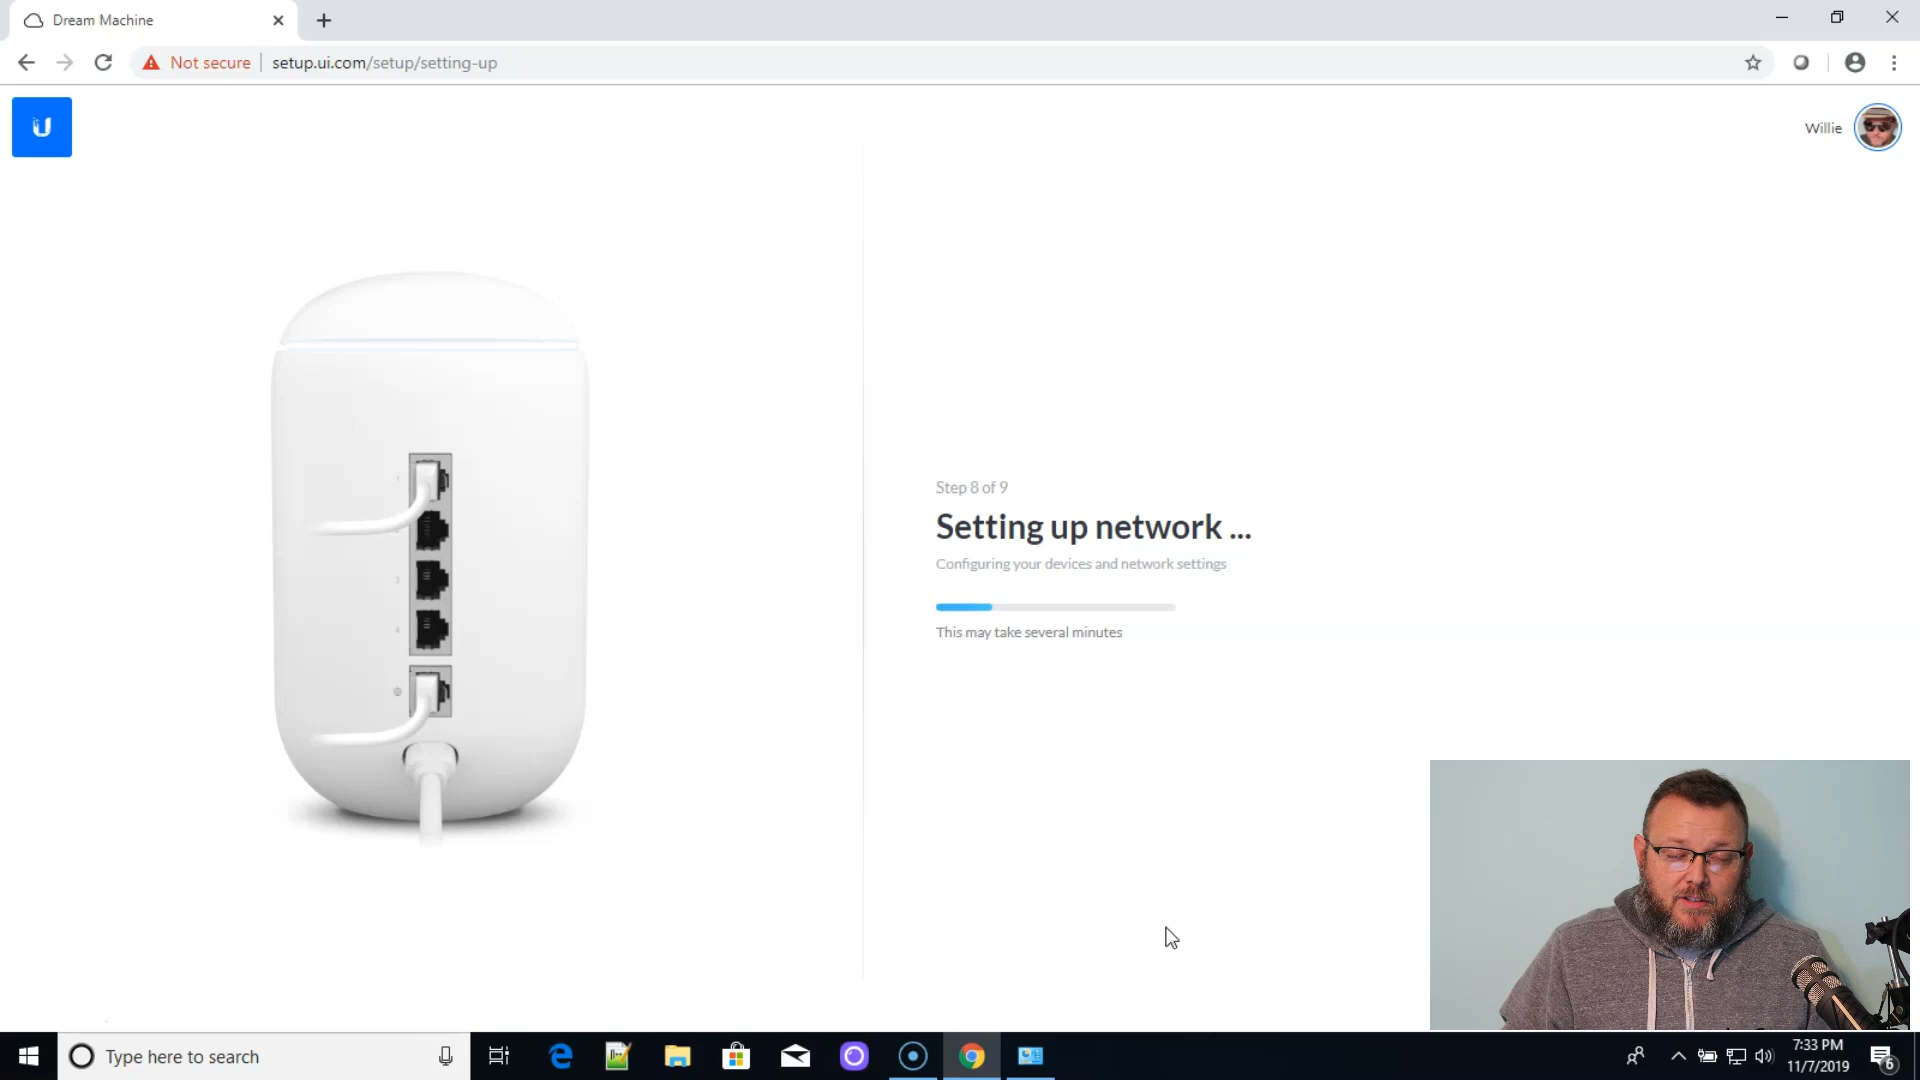 Dream Machine
Not secure
setup.ui.com/setup/setting-up
Willie
Step 8 of 9
Setting up network ...
Configuring your devices and network settings
This may take several minutes
Type here to search
7:33 PM
11/7/2019
6